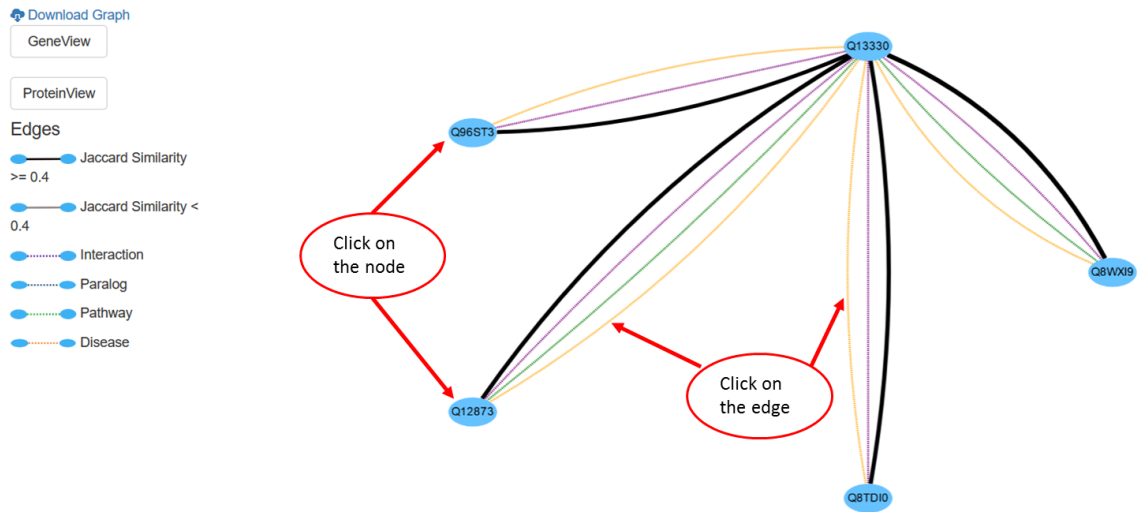 Download Graph
GeneView
ProteinView
Edges
Jaccard Similarity
>= 0.4
Jaccard Similarity <
0.4
Interaction
Paralog
Pathway
Disease
Q13330
Q96ST3
Click on
the node
Q8WXI9
Click on
the edge
Q12873
Q8TDI0